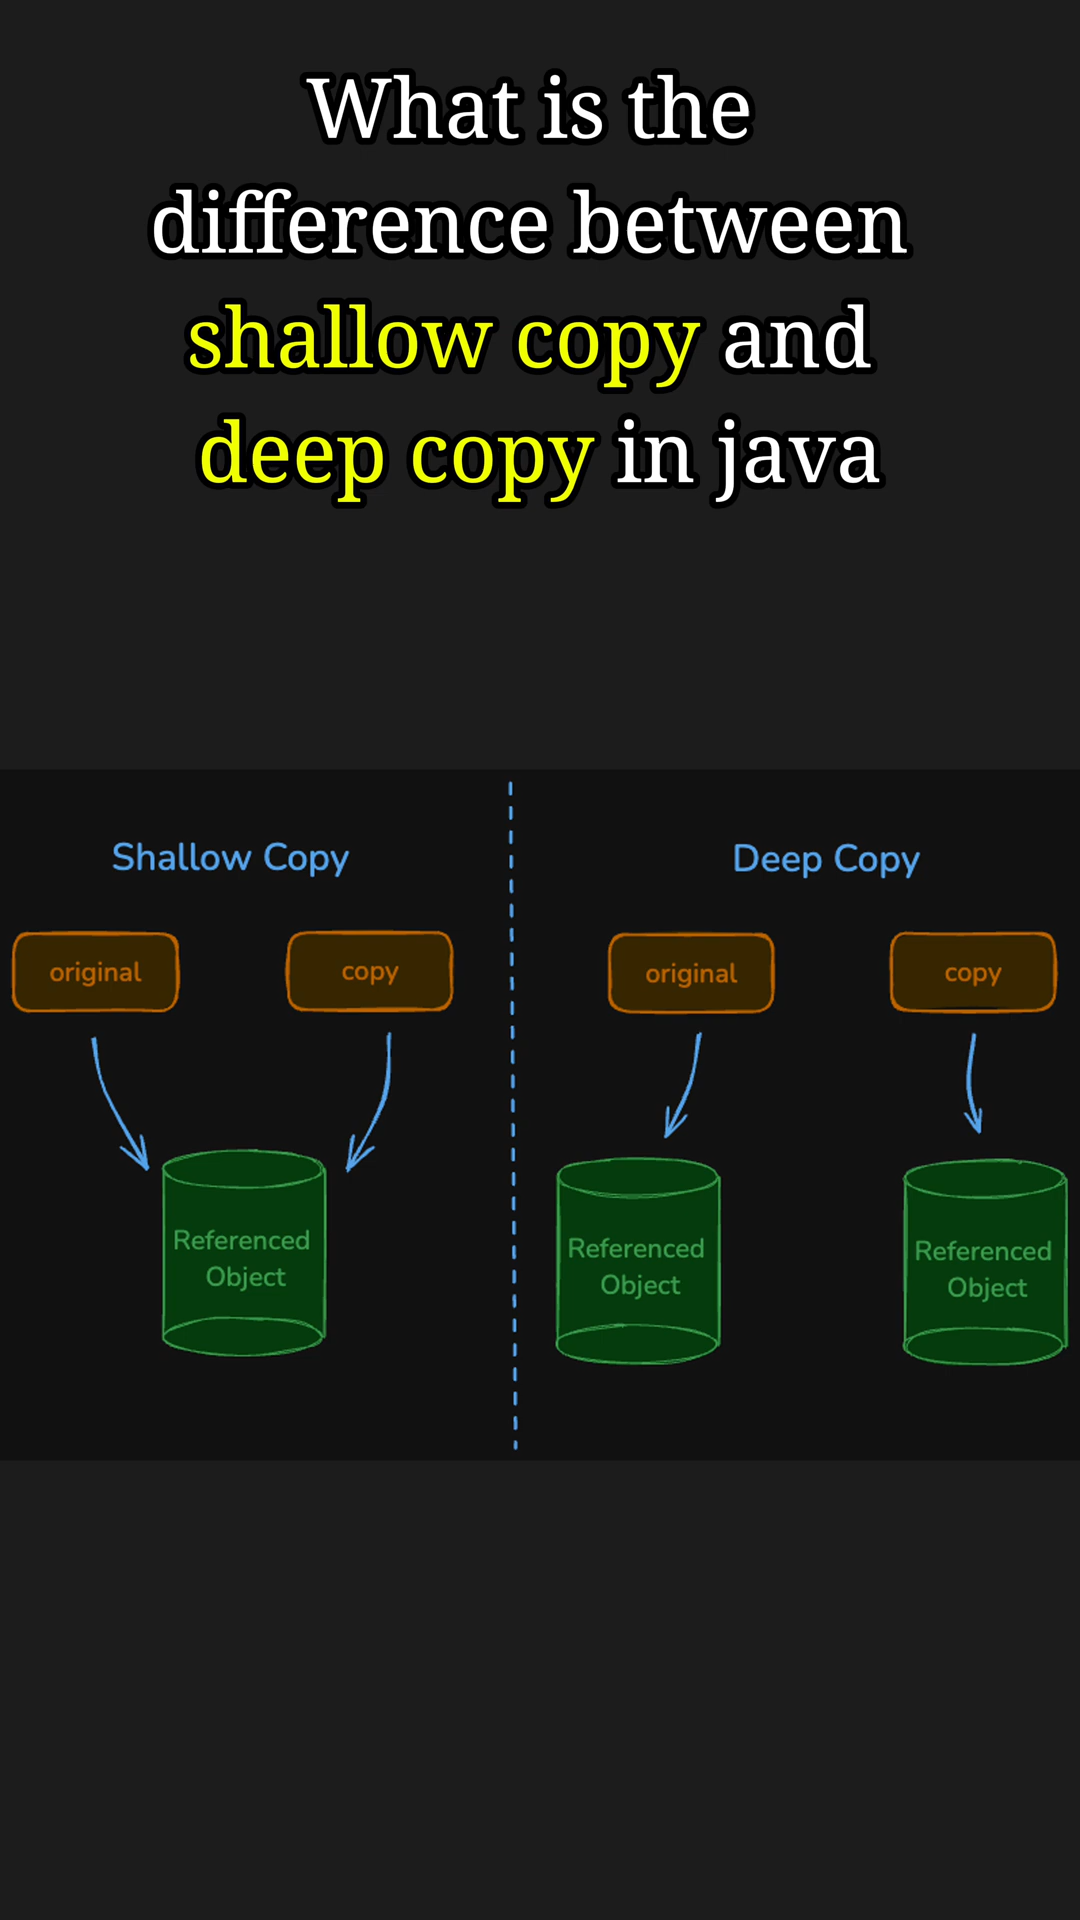 What is the
difference between
shallow copy and
deep copy in java
Shallow Copy
original
copy
Referenced
Object
Deep Copy
original
copy
Referenced
Object
Referenced
Object